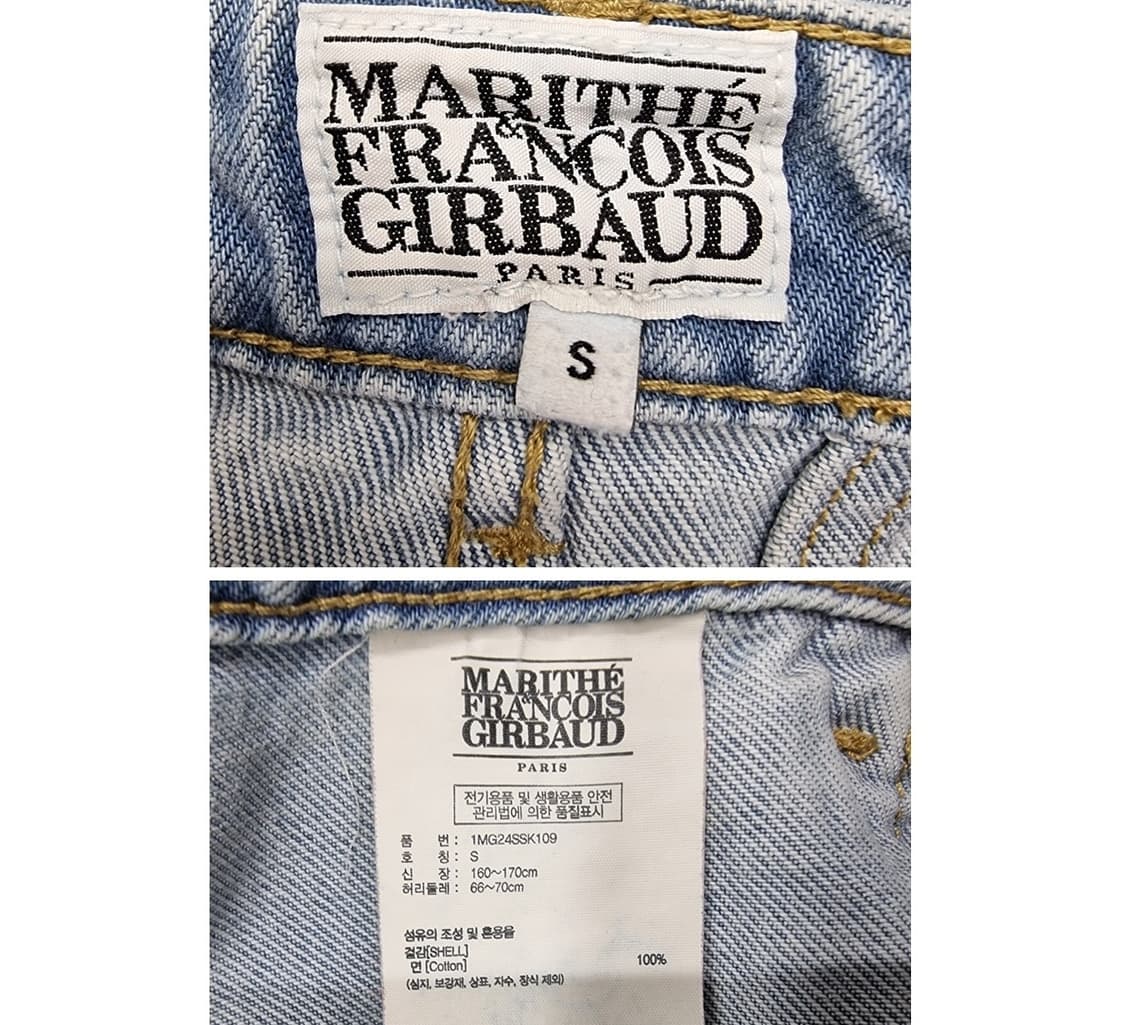 MARITHÉ
&
FRANÇOIS
GIRBAUD
PARIS
S
MARITHÉ
&
FRANÇOIS
GIRBAUD
PARIS
전기용품 및 생활용품 안전
관리법에 의한 품질표시
품 번 : 1MG24SSK109
호 칭 : S
신 장 : 160~170cm
허리둘레 : 66~70cm
섬유의 조성 및 혼용율
겉감[SHELL]
면 [Cotton] 100%
(심지, 보강재, 상표, 자수, 장식 제외)